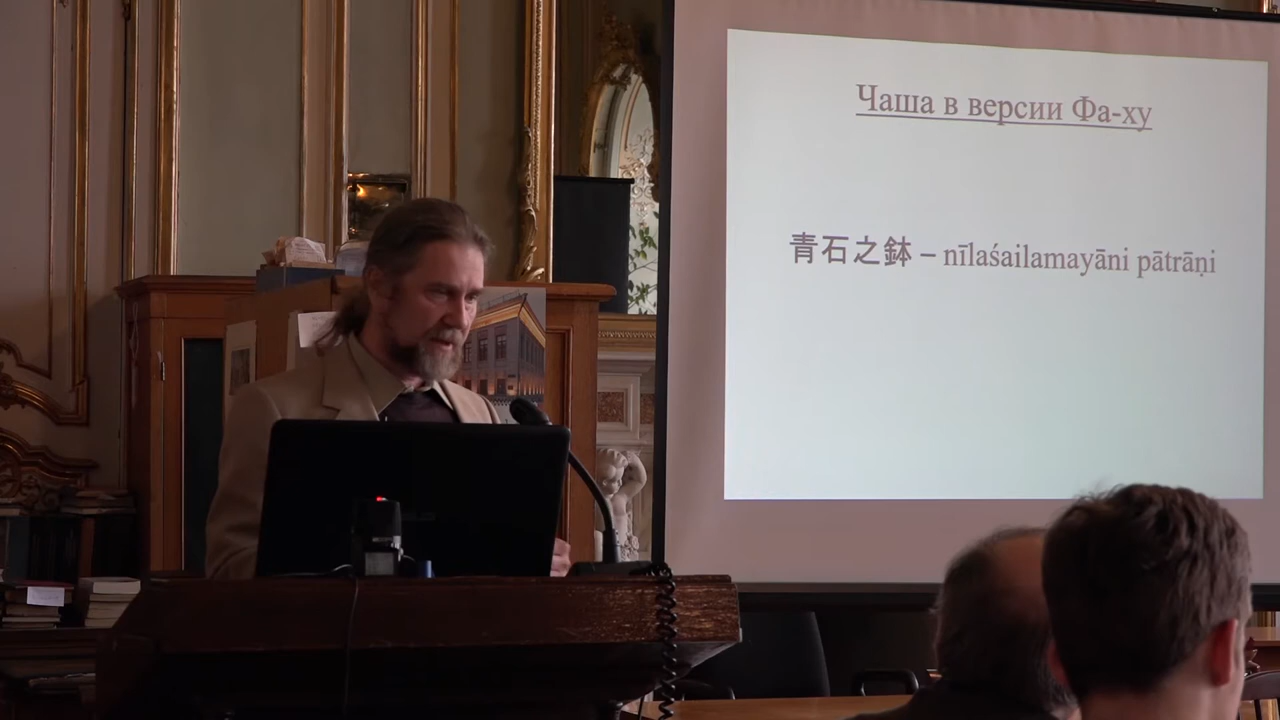 Чаша в версии Фа-ху
青石之鉢 – nīlaśailamayāni pātrāṇi